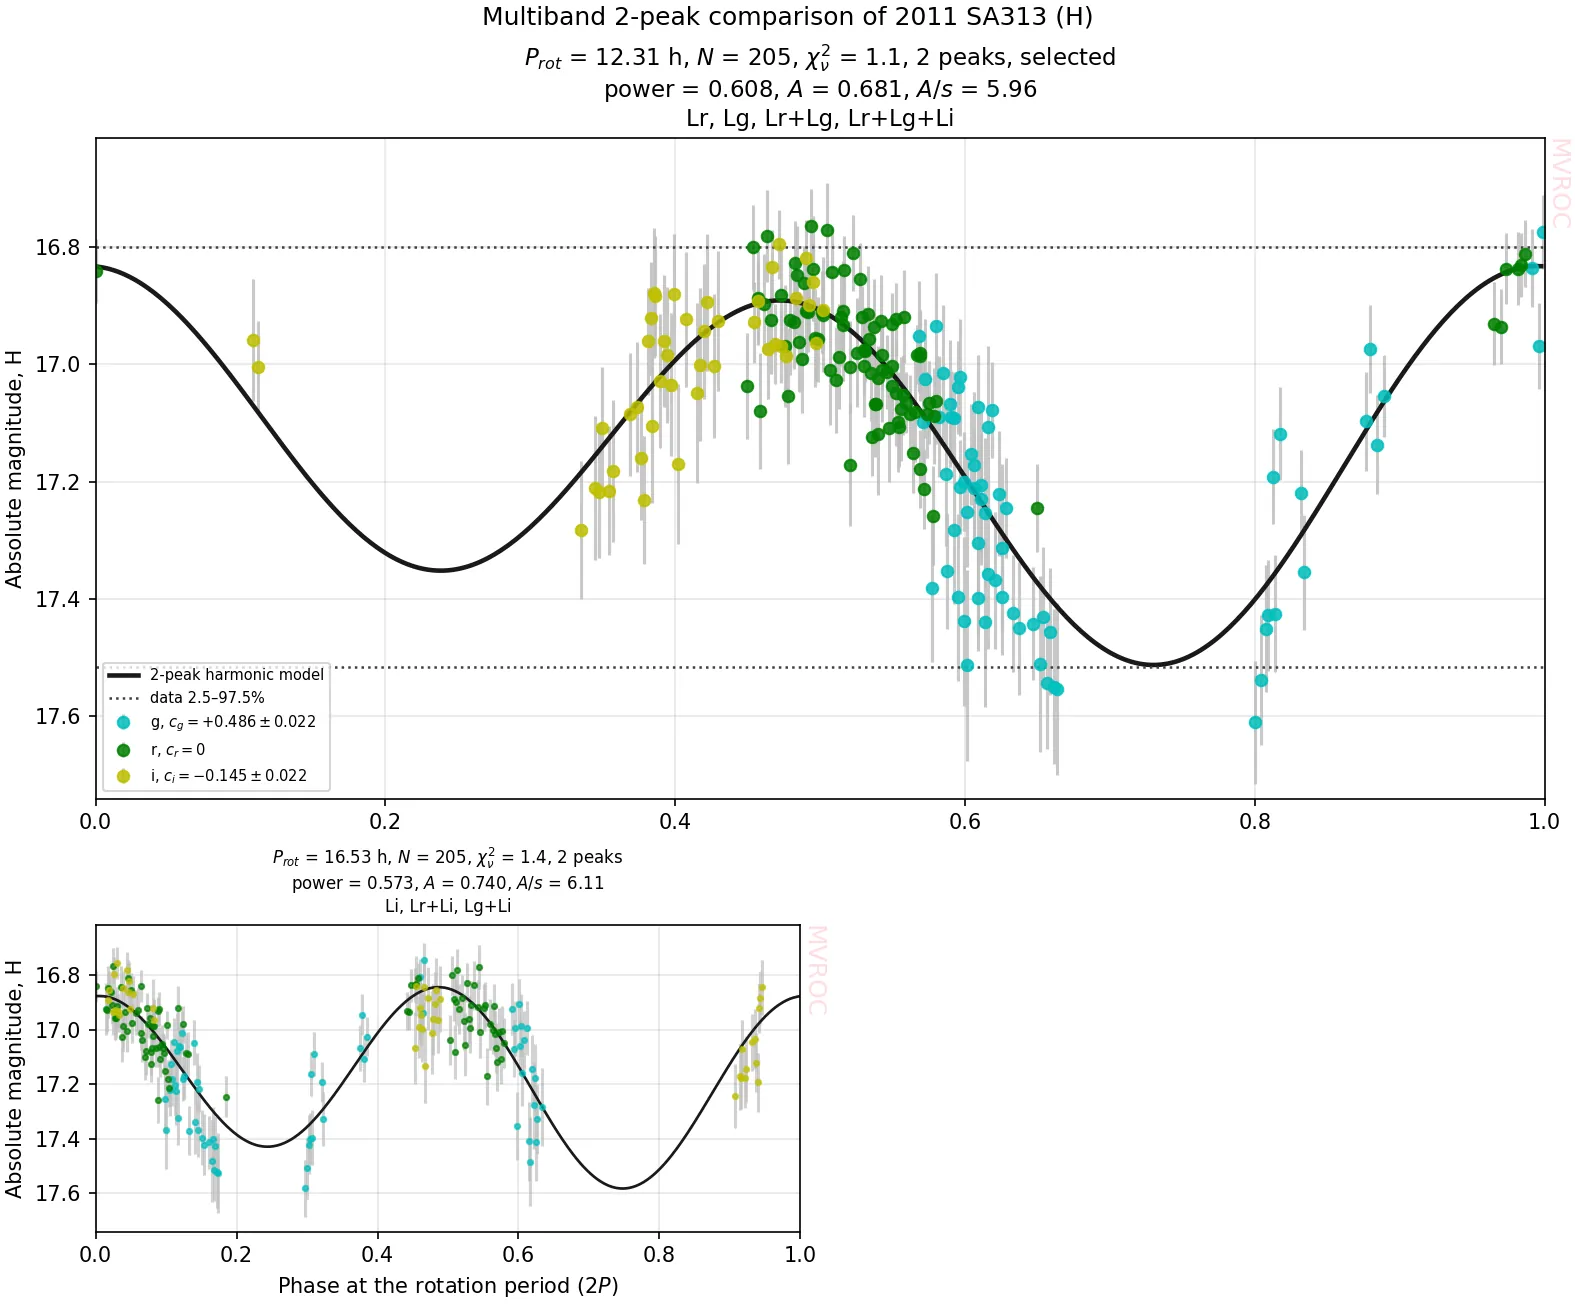 Multiband 2-peak comparison of 2011 SA313 (H)
P_rot = 12.31 h, N = 205, χ²_ν = 1.1, 2 peaks, selected
power = 0.608, A = 0.681, A/s = 5.96
Lr, Lg, Lr+Lg, Lr+Lg+Li
MVROC
Absolute magnitude, H
16.8
17.0
17.2
17.4
17.6
2-peak harmonic model
data 2.5–97.5%
g, c_g = +0.486 ± 0.022
r, c_r = 0
i, c_i = −0.145 ± 0.022
0.0 0.2 0.4 0.6 0.8 1.0
P_rot = 16.53 h, N = 205, χ²_ν = 1.4, 2 peaks
power = 0.573, A = 0.740, A/s = 6.11
Li, Lr+Li, Lg+Li
MVROC
Absolute magnitude, H
16.8
17.0
17.2
17.4
17.6
0.0 0.2 0.4 0.6 0.8 1.0
Phase at the rotation period (2P)